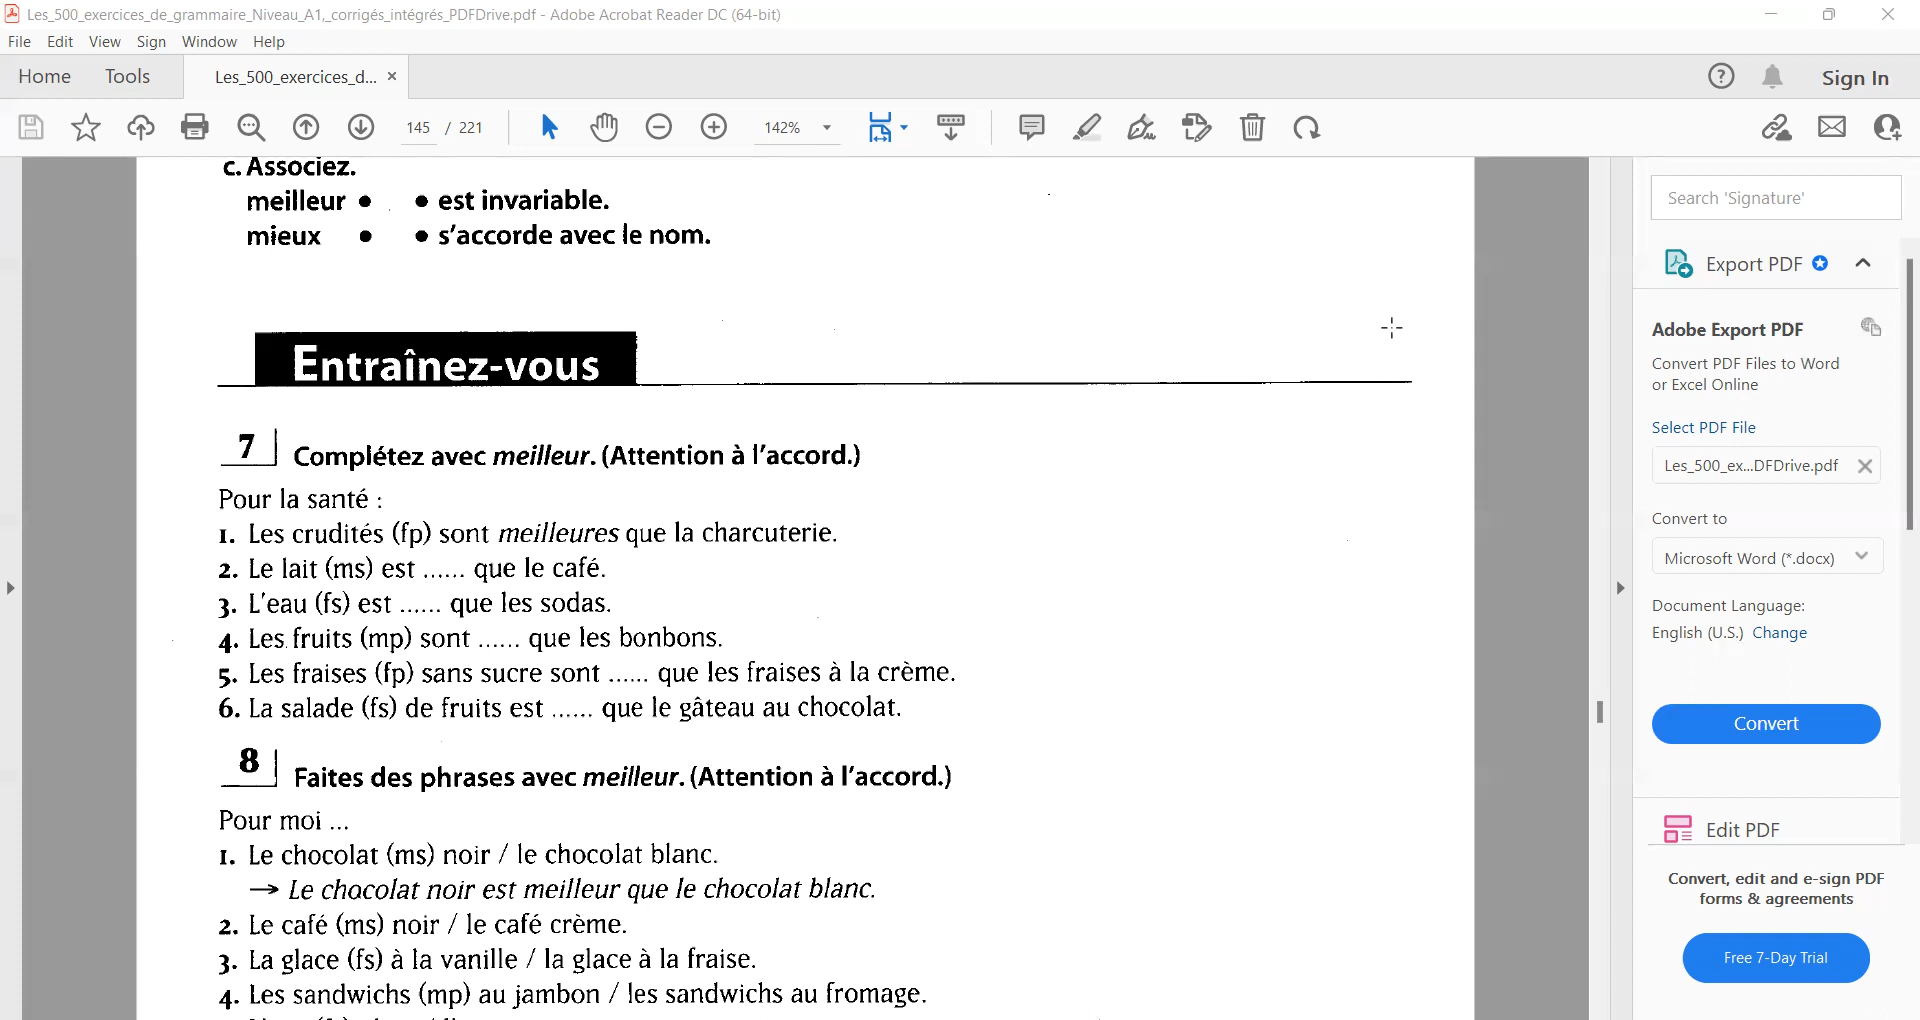 Les_500_exercices_de_grammaire_Niveau_A1,_corrigés_intégrés_PDFDrive.pdf - Adobe Acrobat Reader DC (64-bit)
File Edit View Sign Window Help
Home Tools Les_500_exercices_d... × Sign In
145 / 221 142%
c. Associez.
meilleur • • est invariable.
mieux • • s'accorde avec le nom.
Entraînez-vous
7 Complétez avec meilleur. (Attention à l'accord.)
Pour la santé :
1. Les crudités (fp) sont meilleures que la charcuterie.
2. Le lait (ms) est ...... que le café.
3. L'eau (fs) est ...... que les sodas.
4. Les fruits (mp) sont ...... que les bonbons.
5. Les fraises (fp) sans sucre sont ...... que les fraises à la crème.
6. La salade (fs) de fruits est ...... que le gâteau au chocolat.
8 Faites des phrases avec meilleur. (Attention à l'accord.)
Pour moi ...
1. Le chocolat (ms) noir / le chocolat blanc.
→ Le chocolat noir est meilleur que le chocolat blanc.
2. Le café (ms) noir / le café crème.
3. La glace (fs) à la vanille / la glace à la fraise.
4. Les sandwichs (mp) au jambon / les sandwichs au fromage.
Search 'Signature'
Export PDF
Adobe Export PDF
Convert PDF Files to Word
or Excel Online
Select PDF File
Les_500_ex...DFDrive.pdf
Convert to
Microsoft Word (*.docx)
Document Language:
English (U.S.) Change
Convert
Edit PDF
Convert, edit and e-sign PDF
forms & agreements
Free 7-Day Trial